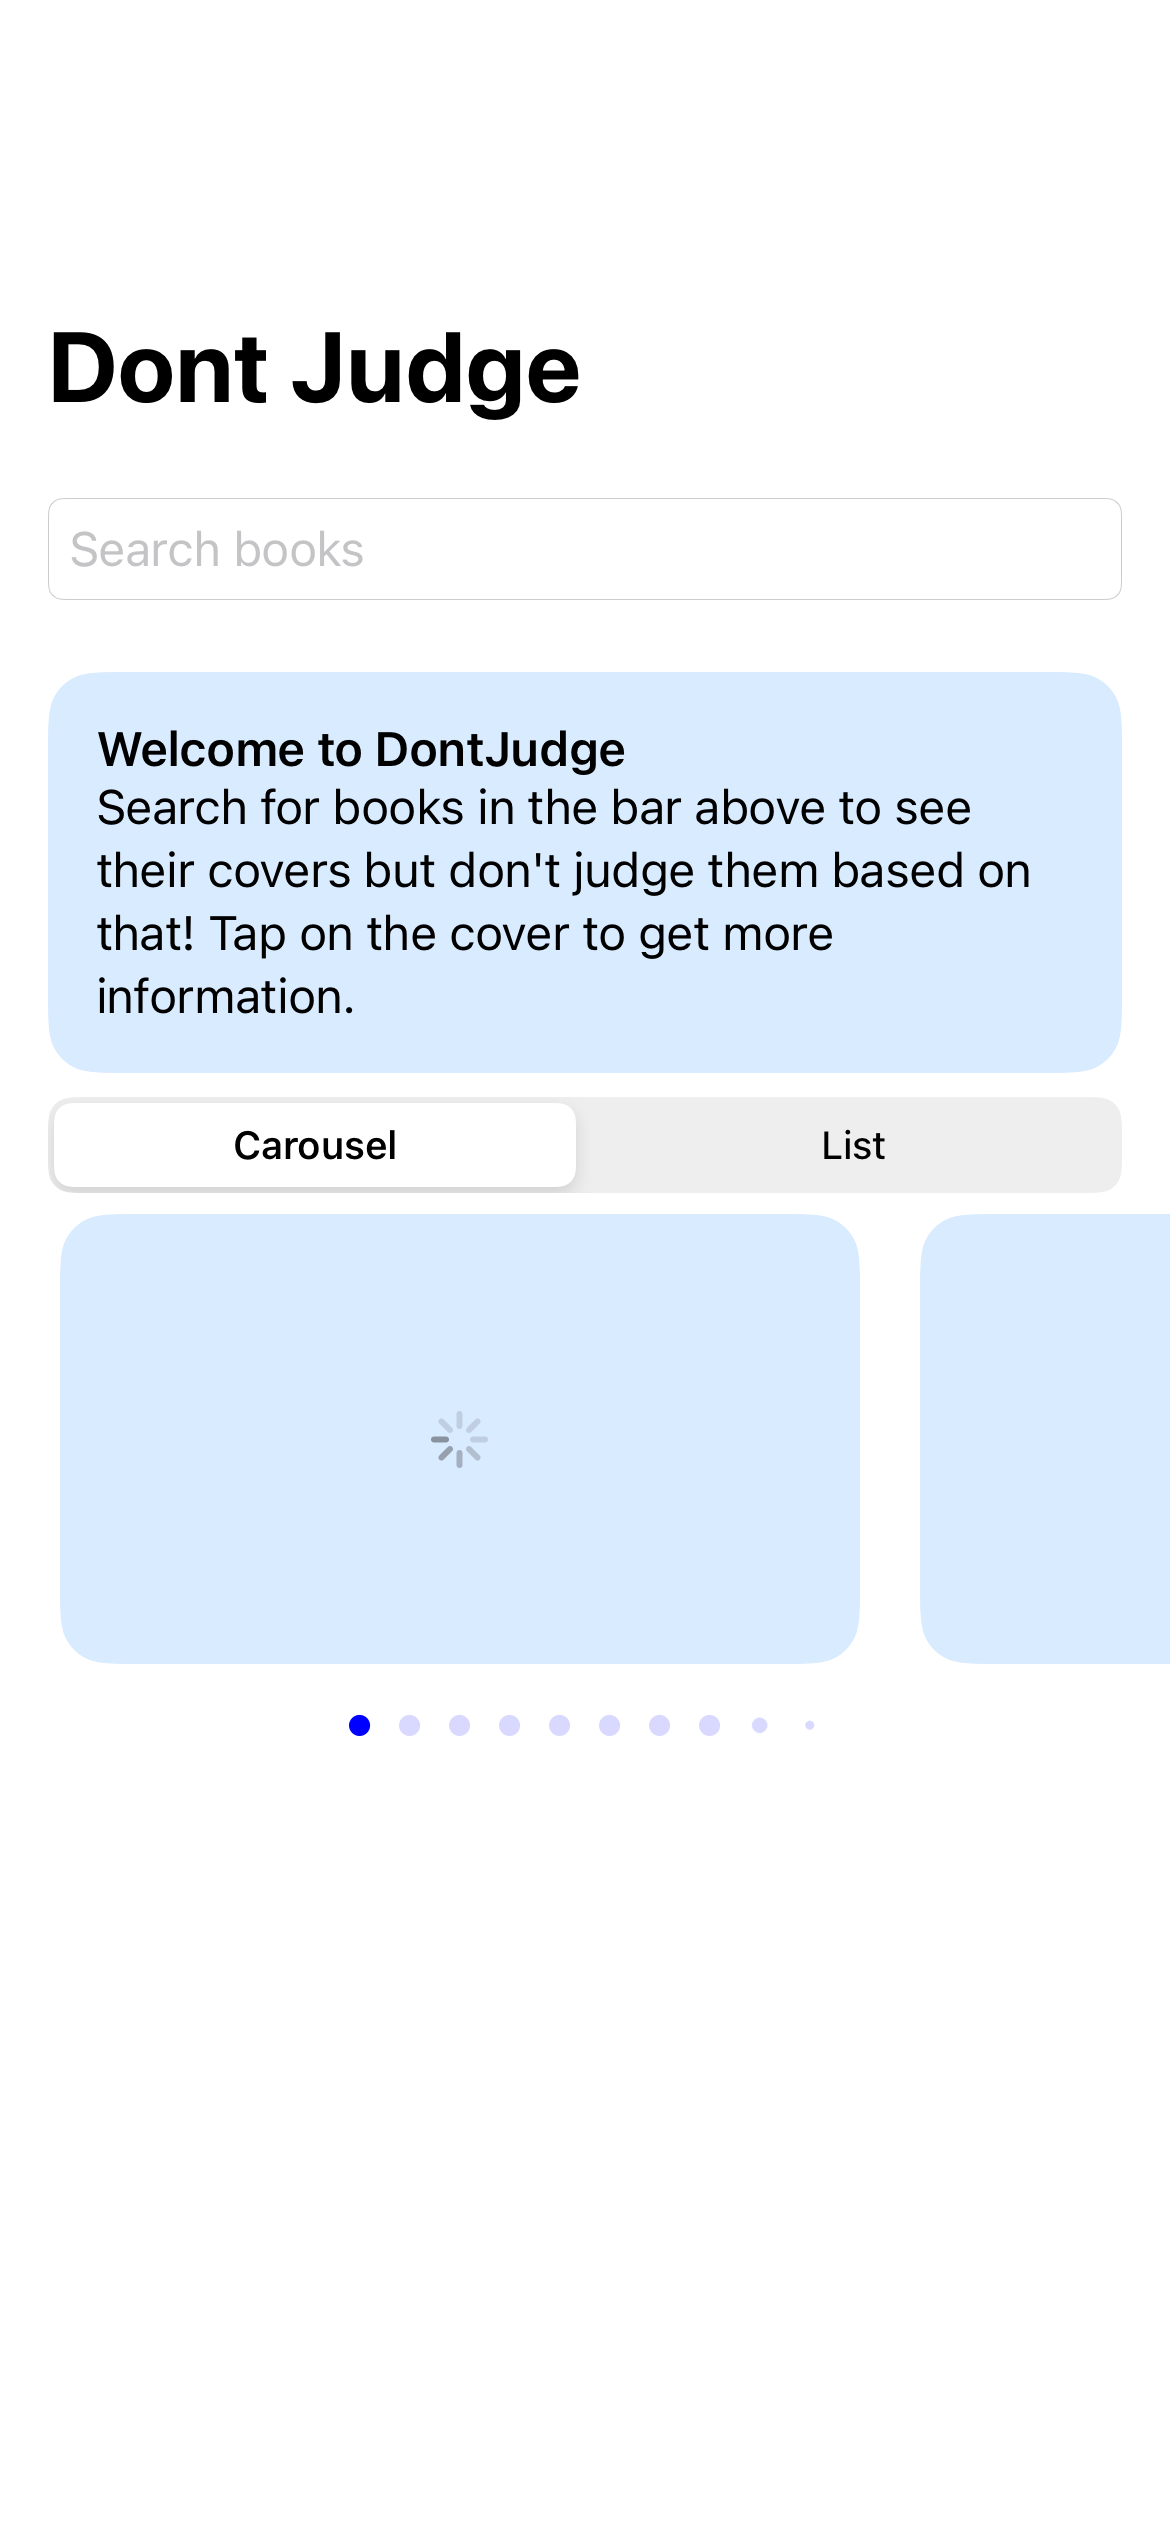 Dont Judge
Search books
Welcome to DontJudge
Search for books in the bar above to see
their covers but don't judge them based on
that! Tap on the cover to get more
information.
Carousel
List